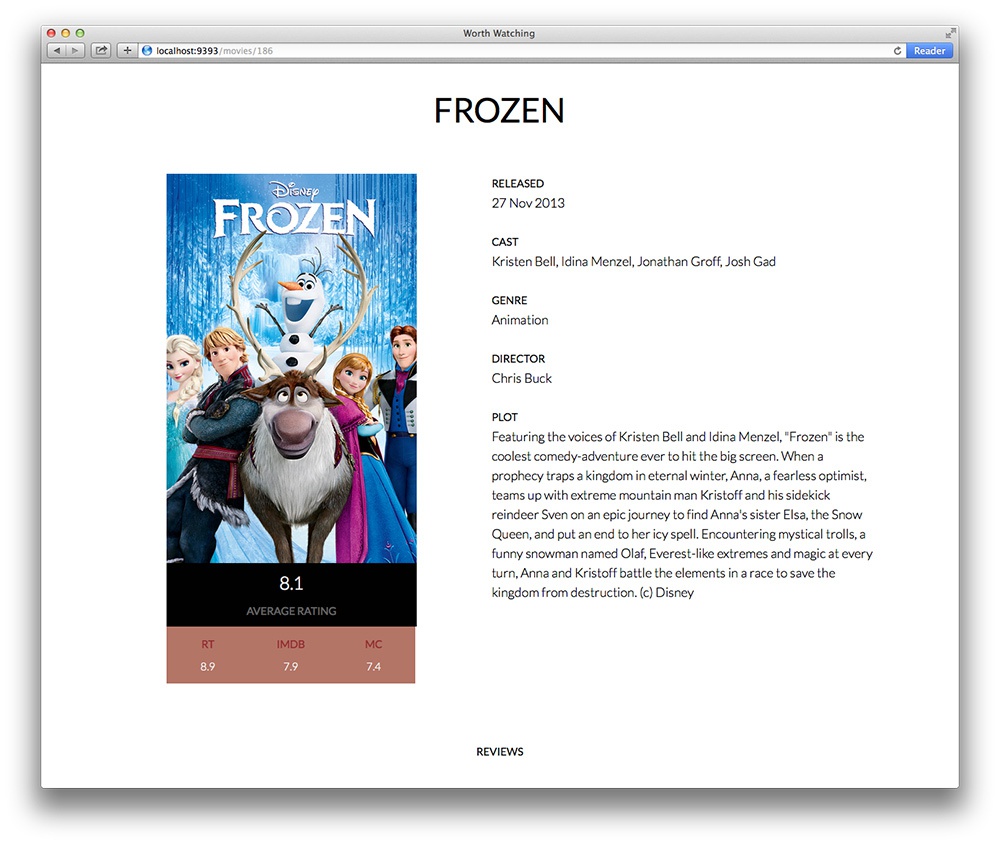 Worth Watching
localhost:9393/movies/186
Reader
FROZEN
DISNEY
FROZEN
8.1
AVERAGE RATING
RT IMDB MC
8.9 7.9 7.4
RELEASED
27 Nov 2013
CAST
Kristen Bell, Idina Menzel, Jonathan Groff, Josh Gad
GENRE
Animation
DIRECTOR
Chris Buck
PLOT
Featuring the voices of Kristen Bell and Idina Menzel, "Frozen" is the
coolest comedy-adventure ever to hit the big screen. When a
prophecy traps a kingdom in eternal winter, Anna, a fearless optimist,
teams up with extreme mountain man Kristoff and his sidekick
reindeer Sven on an epic journey to find Anna's sister Elsa, the Snow
Queen, and put an end to her icy spell. Encountering mystical trolls, a
funny snowman named Olaf, Everest-like extremes and magic at every
turn, Anna and Kristoff battle the elements in a race to save the
kingdom from destruction. (c) Disney
REVIEWS